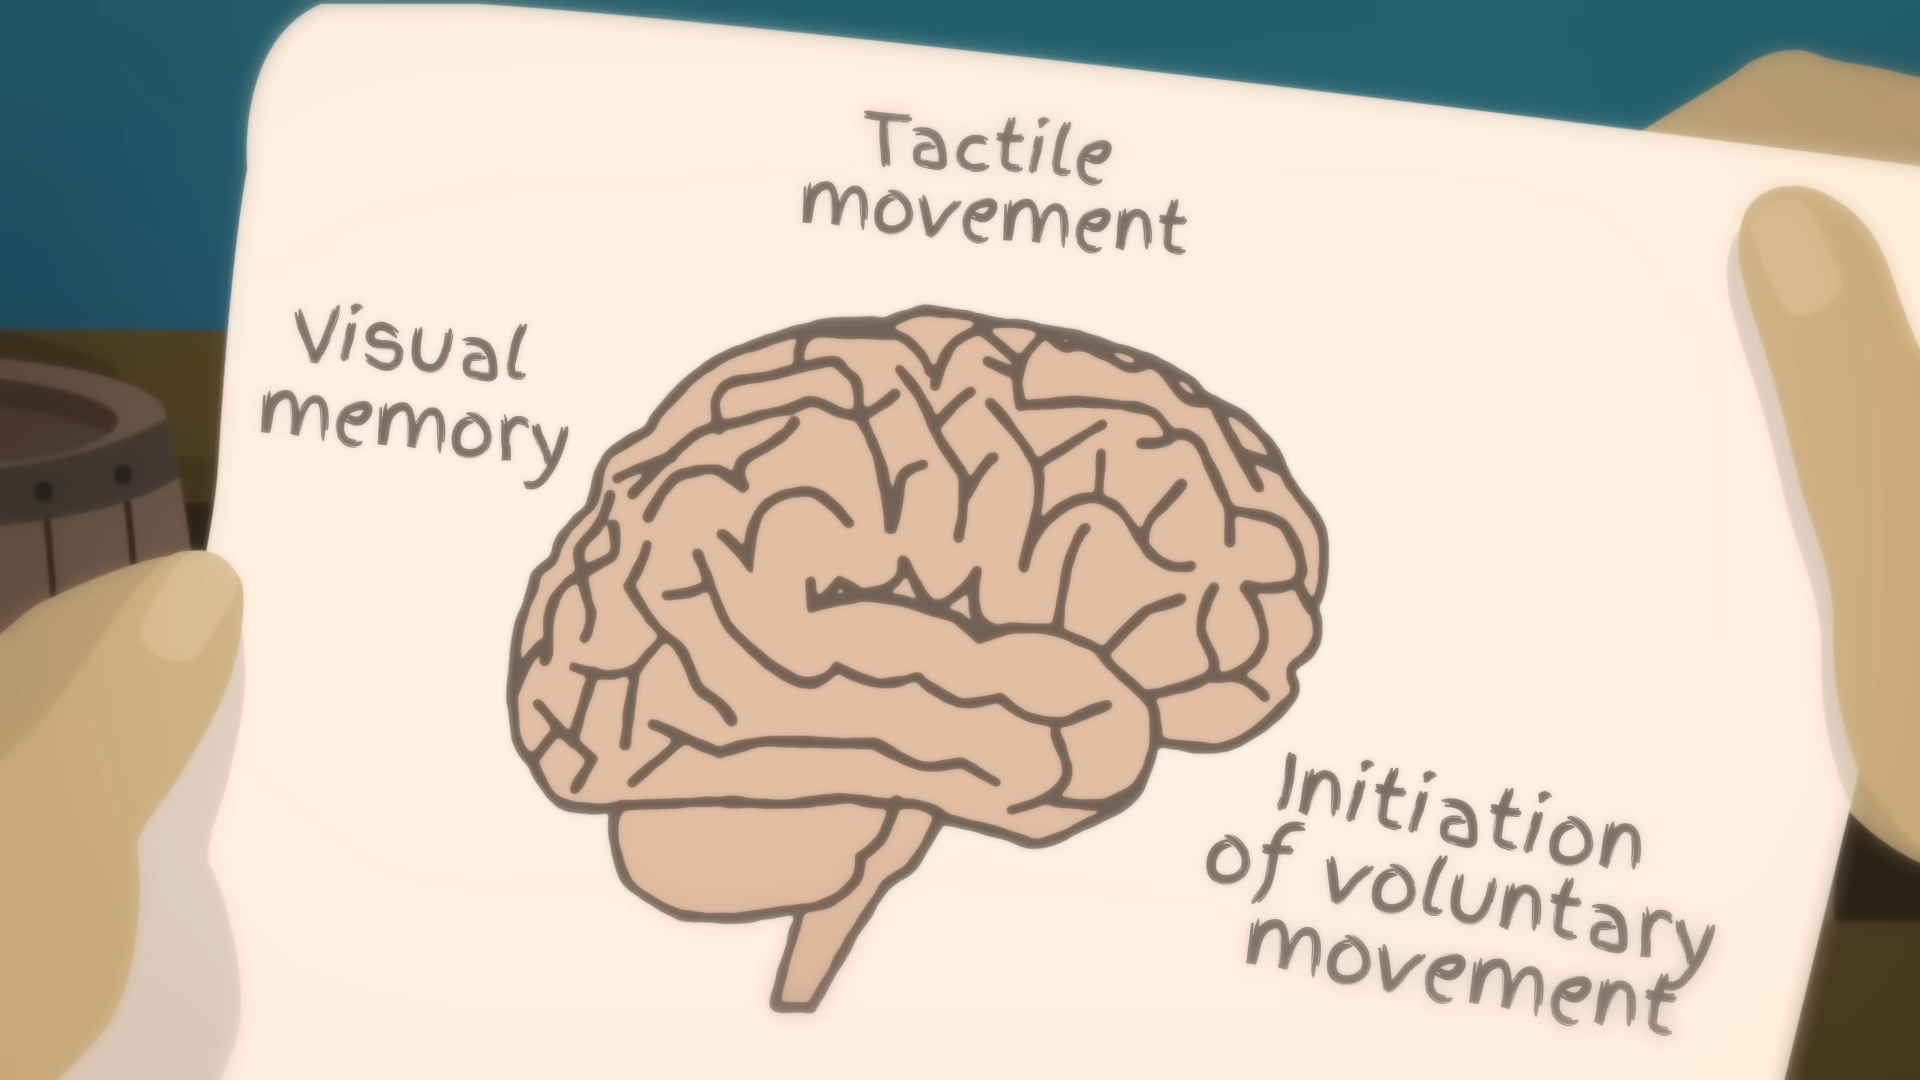 Tactile
movement
Visual
memory
Initiation
of voluntary
movement